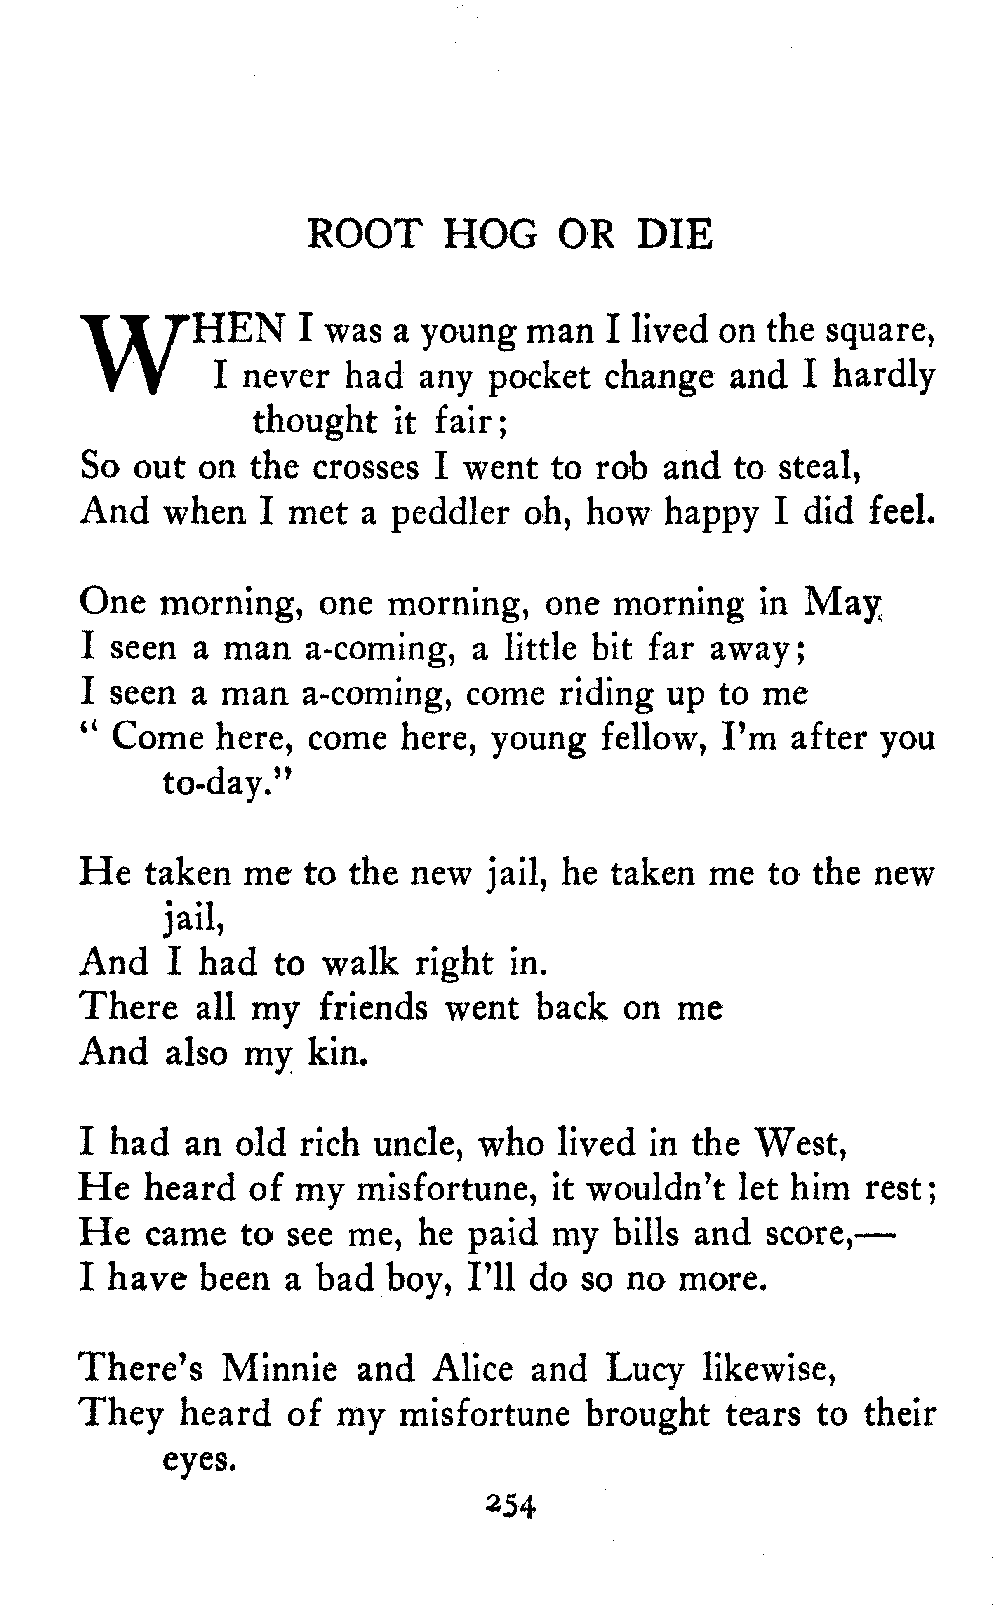 ROOT HOG OR DIE
WHEN I was a young man I lived on the square,
I never had any pocket change and I hardly
thought it fair;
So out on the crosses I went to rob and to steal,
And when I met a peddler oh, how happy I did feel.
One morning, one morning, one morning in May
I seen a man a-coming, a little bit far away;
I seen a man a-coming, come riding up to me
" Come here, come here, young fellow, I'm after you
to-day."
He taken me to the new jail, he taken me to the new
jail,
And I had to walk right in.
There all my friends went back on me
And also my kin.
I had an old rich uncle, who lived in the West,
He heard of my misfortune, it wouldn't let him rest;
He came to see me, he paid my bills and score,—
I have been a bad boy, I'll do so no more.
There's Minnie and Alice and Lucy likewise,
They heard of my misfortune brought tears to their
eyes.
254